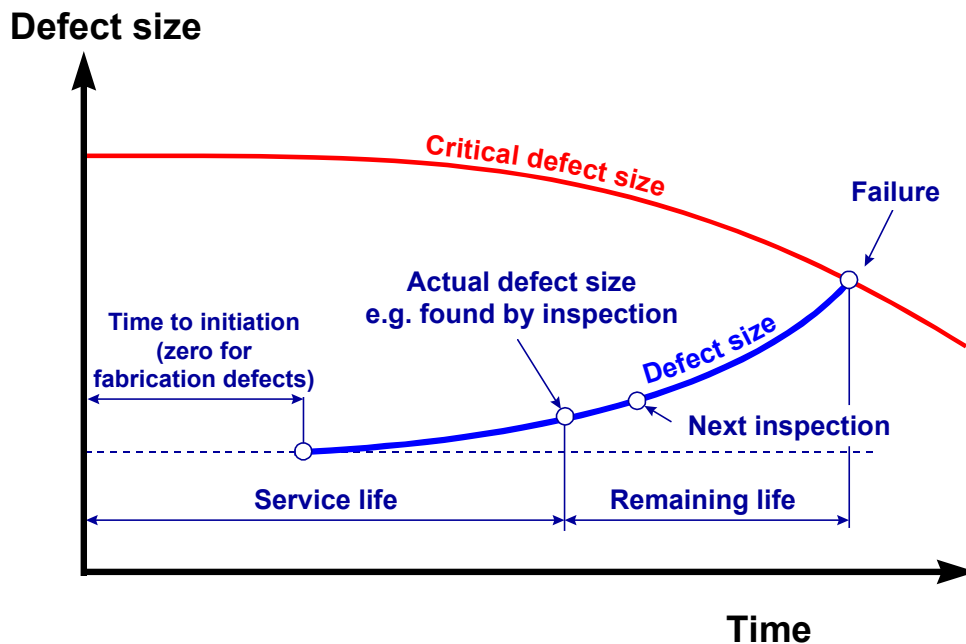 Defect size
Critical defect size
Failure
Actual defect size
e.g. found by inspection
Time to initiation
(zero for
fabrication defects)
Defect size
Next inspection
Service life
Remaining life
Time